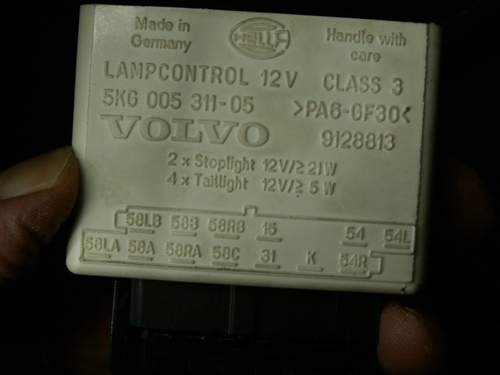 Made in Germany
HELLA
Handle with care
LAMPCONTROL 12V CLASS 3
5KG 005 311-05 >PA6-GF30<
VOLVO 9128813
2 x Stoplight 12V/≥21W
4 x Taillight 12V/≥5W
58LB 58B 58RB 15 54 54L
58LA 58A 58RA 58C 31 K 54R